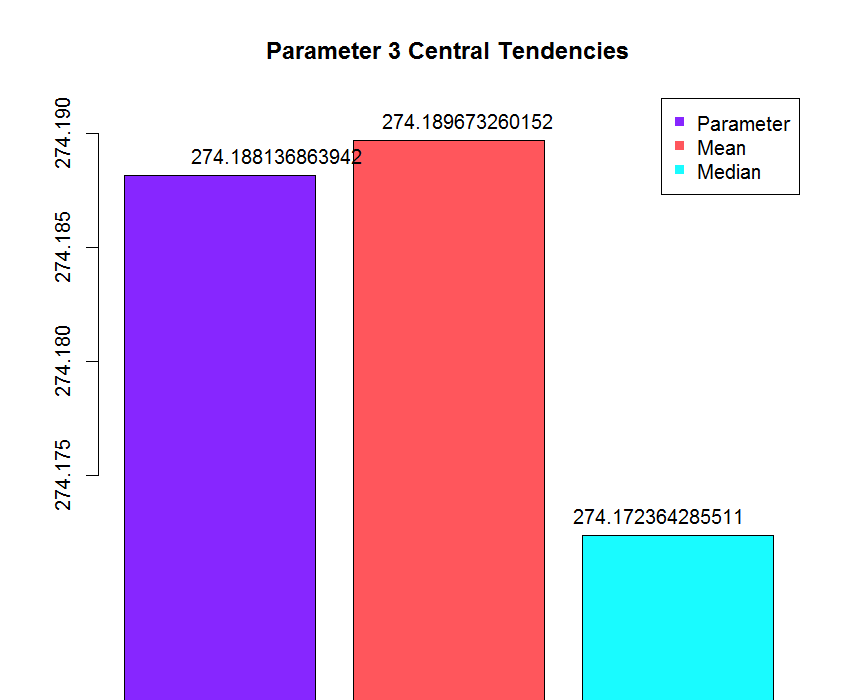 Parameter 3 Central Tendencies
274.190
274.185
274.180
274.175
274.188136863942
274.189673260152
274.172364285511
Parameter
Mean
Median